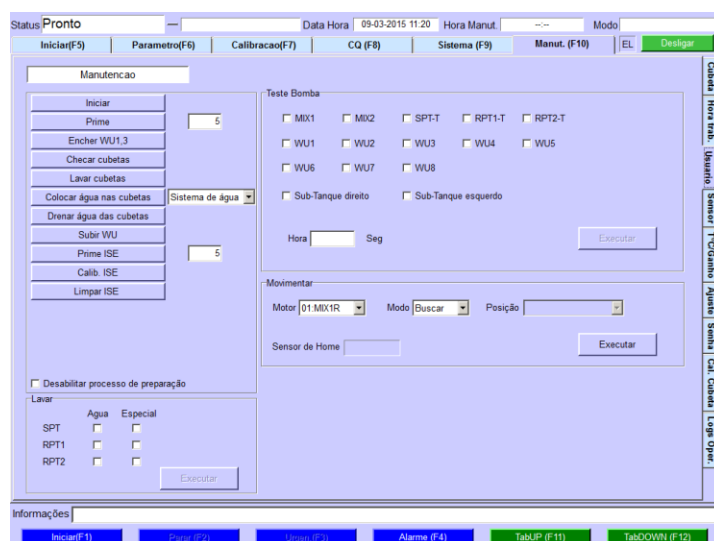 Status Pronto — Data Hora 09-03-2015 11:20 Hora Manut. --:-- Modo
Iniciar(F5) Parametro(F6) Calibracao(F7) CQ (F8) Sistema (F9) Manut. (F10) EL Desligar
Manutencao
Iniciar
Prime 5
Encher WU1,3
Checar cubetas
Lavar cubetas
Colocar água nas cubetas Sistema de água
Drenar água das cubetas
Subir WU
Prime ISE 5
Calib. ISE
Limpar ISE
Desabilitar processo de preparação
Lavar
Agua Especial
SPT
RPT1
RPT2
Executar
Teste Bomba
MIX1 MIX2 SPT-T RPT1-T RPT2-T
WU1 WU2 WU3 WU4 WU5
WU6 WU7 WU8
Sub-Tanque direito Sub-Tanque esquerdo
Hora Seg Executar
Movimentar
Motor 01:MIX1R Modo Buscar Posição
Sensor de Home Executar
Cubeta
Hora trab.
Usuario
Sensor
T°C/Ganho
Ajuste
Senha
Cal. Cubeta
Logs Oper.
Informações
Iniciar(F1) Parar (F2) (F3) Alarme (F4) TabUP (F11) TabDOWN (F12)